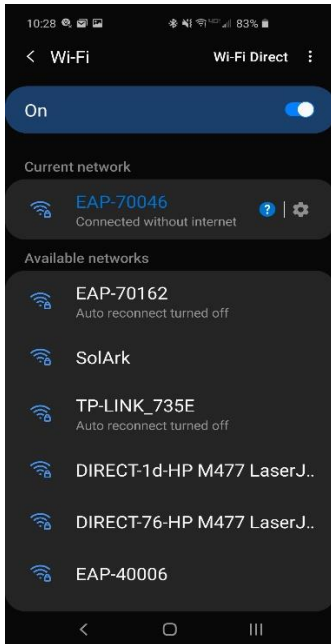 10:28 83%
Wi-Fi Wi-Fi Direct
On
Current network
EAP-70046
Connected without internet
?
Available networks
EAP-70162
Auto reconnect turned off
SolArk
TP-LINK_735E
Auto reconnect turned off
DIRECT-1d-HP M477 LaserJ..
DIRECT-76-HP M477 LaserJ..
EAP-40006